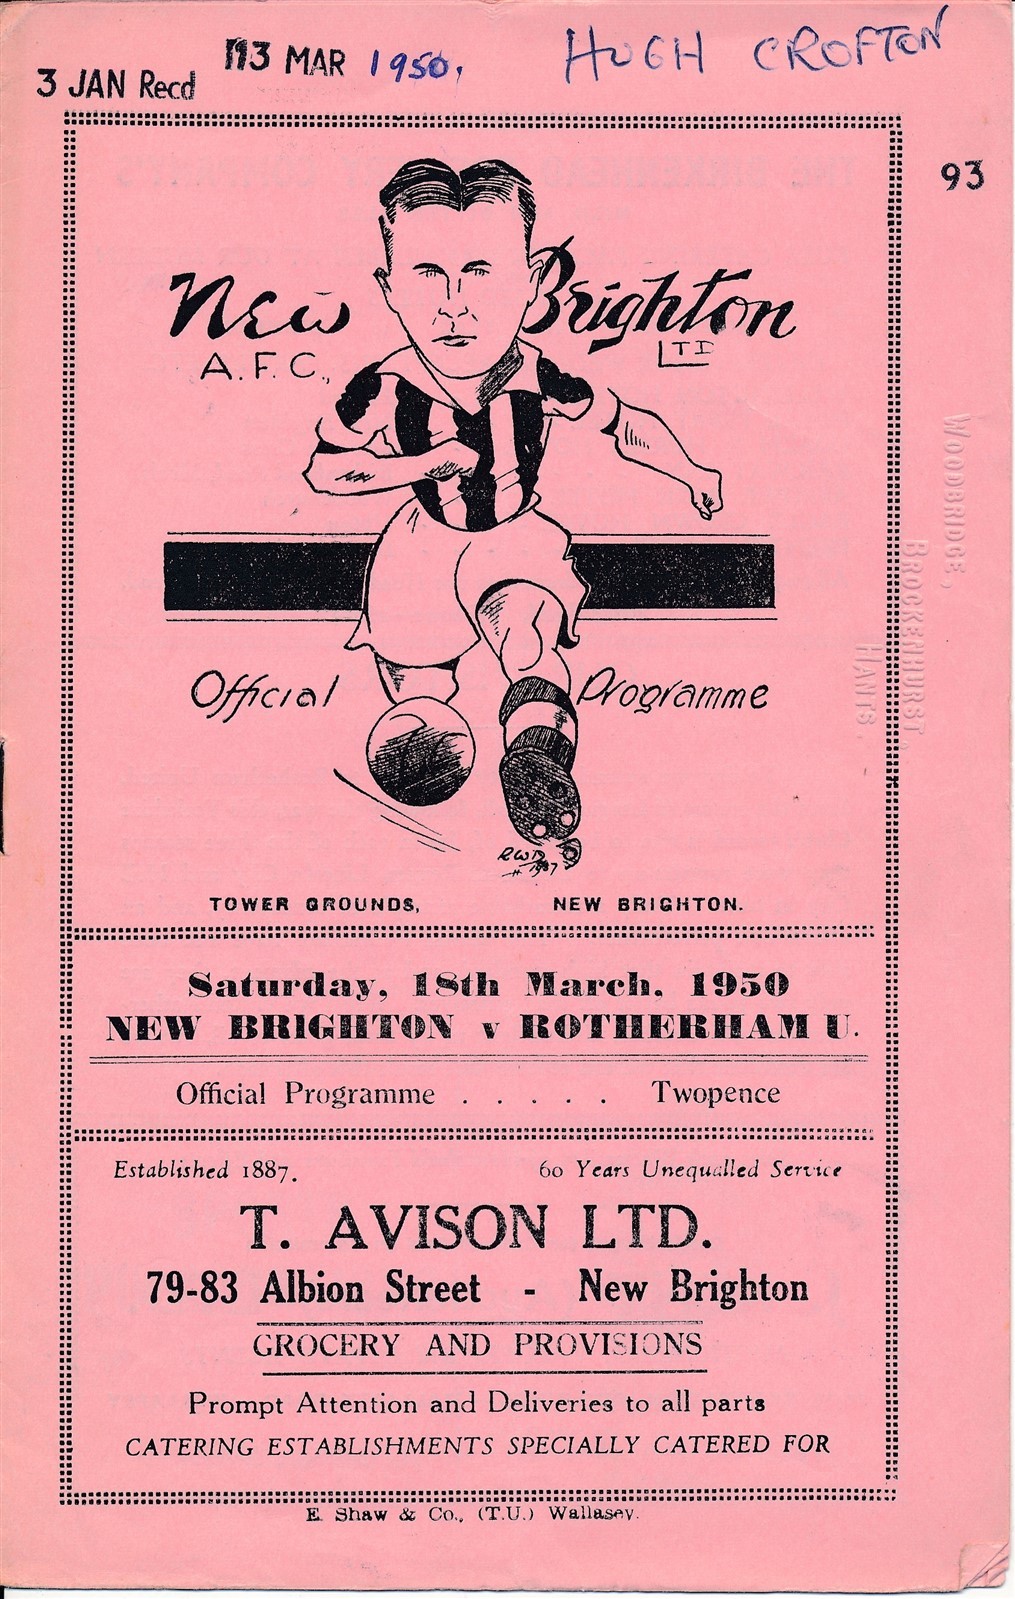 3 JAN Recd
13 MAR 1950.
HUGH CROFTON
93
New Brighton
A.F.C., LTD
WOODBRIDGE,
BROCKENHURST,
HANTS.
Official Programme
TOWER GROUNDS, NEW BRIGHTON.
Saturday, 18th March, 1950
NEW BRIGHTON v ROTHERHAM U.
Official Programme . . . . . Twopence
Established 1887. 60 Years Unequalled Service
T. AVISON LTD.
79-83 Albion Street - New Brighton
GROCERY AND PROVISIONS
Prompt Attention and Deliveries to all parts
CATERING ESTABLISHMENTS SPECIALLY CATERED FOR
E. Shaw & Co., (T.U.) Wallasey.